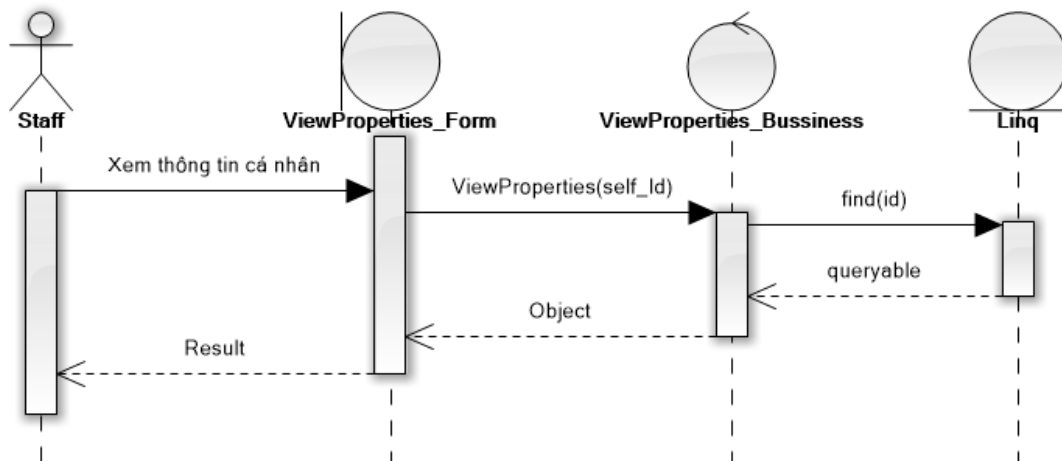 Staff
ViewProperties_Form
ViewProperties_Bussiness
Linq
Xem thông tin cá nhân
ViewProperties(self_Id)
find(id)
queryable
Object
Result